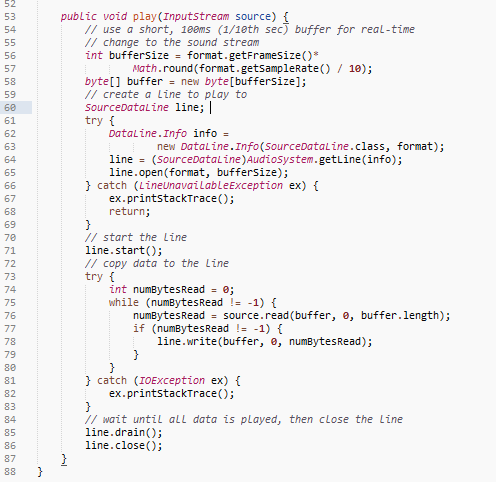 52
53 public void play(InputStream source) {
54 // use a short, 100ms (1/10th sec) buffer for real-time
55 // change to the sound stream
56 int bufferSize = format.getFrameSize()*
57 Math.round(format.getSampleRate() / 10);
58 byte[] buffer = new byte[bufferSize];
59 // create a line to play to
60 SourceDataLine line;
61 try {
62 DataLine.Info info =
63 new DataLine.Info(SourceDataLine.class, format);
64 line = (SourceDataLine)AudioSystem.getLine(info);
65 line.open(format, bufferSize);
66 } catch (LineUnavailableException ex) {
67 ex.printStackTrace();
68 return;
69 }
70 // start the line
71 line.start();
72 // copy data to the line
73 try {
74 int numBytesRead = 0;
75 while (numBytesRead != -1) {
76 numBytesRead = source.read(buffer, 0, buffer.length);
77 if (numBytesRead != -1) {
78 line.write(buffer, 0, numBytesRead);
79 }
80 }
81 } catch (IOException ex) {
82 ex.printStackTrace();
83 }
84 // wait until all data is played, then close the line
85 line.drain();
86 line.close();
87 }
88 }